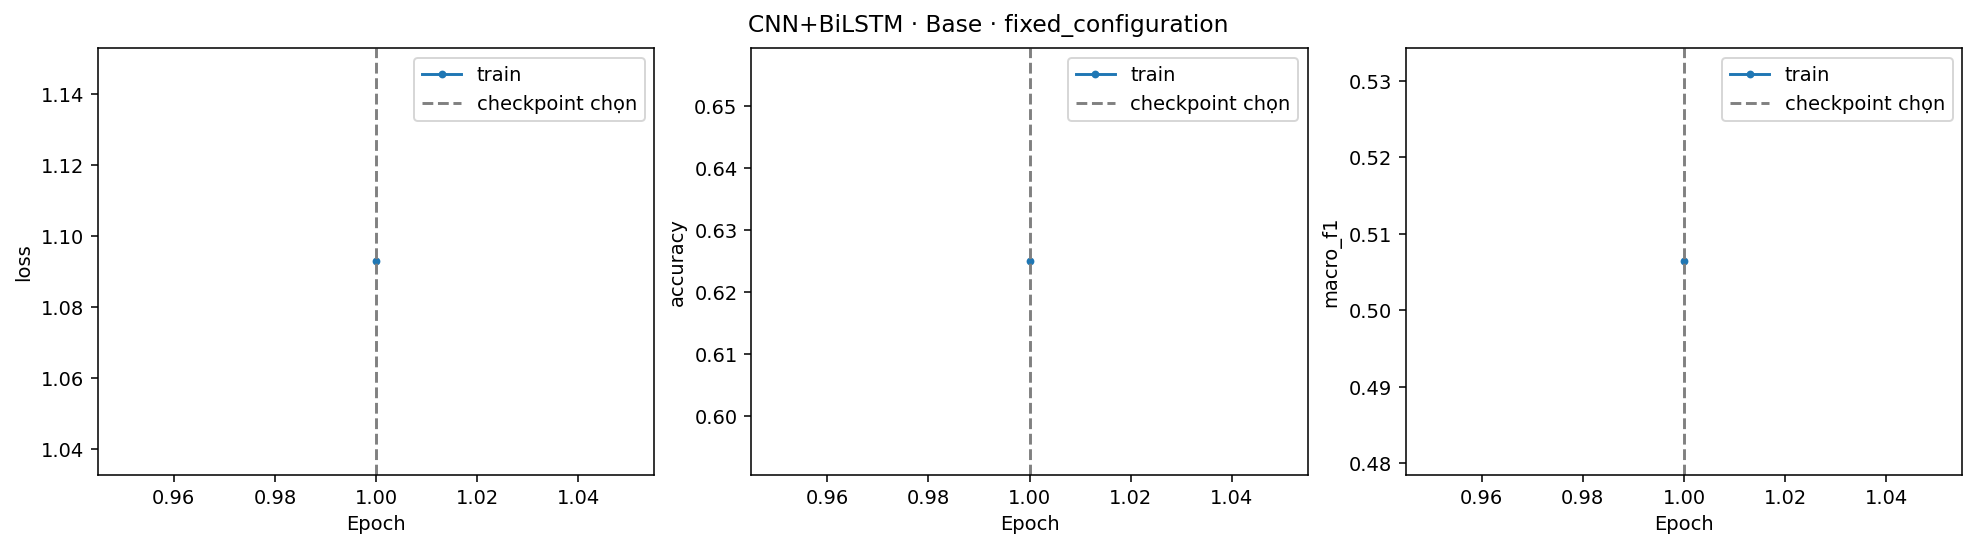 CNN+BiLSTM · Base · fixed_configuration
loss
1.14
1.12
1.10
1.08
1.06
1.04
0.96 0.98 1.00 1.02 1.04
Epoch
train
checkpoint chọn
accuracy
0.65
0.64
0.63
0.62
0.61
0.60
0.96 0.98 1.00 1.02 1.04
Epoch
train
checkpoint chọn
macro_f1
0.53
0.52
0.51
0.50
0.49
0.48
0.96 0.98 1.00 1.02 1.04
Epoch
train
checkpoint chọn